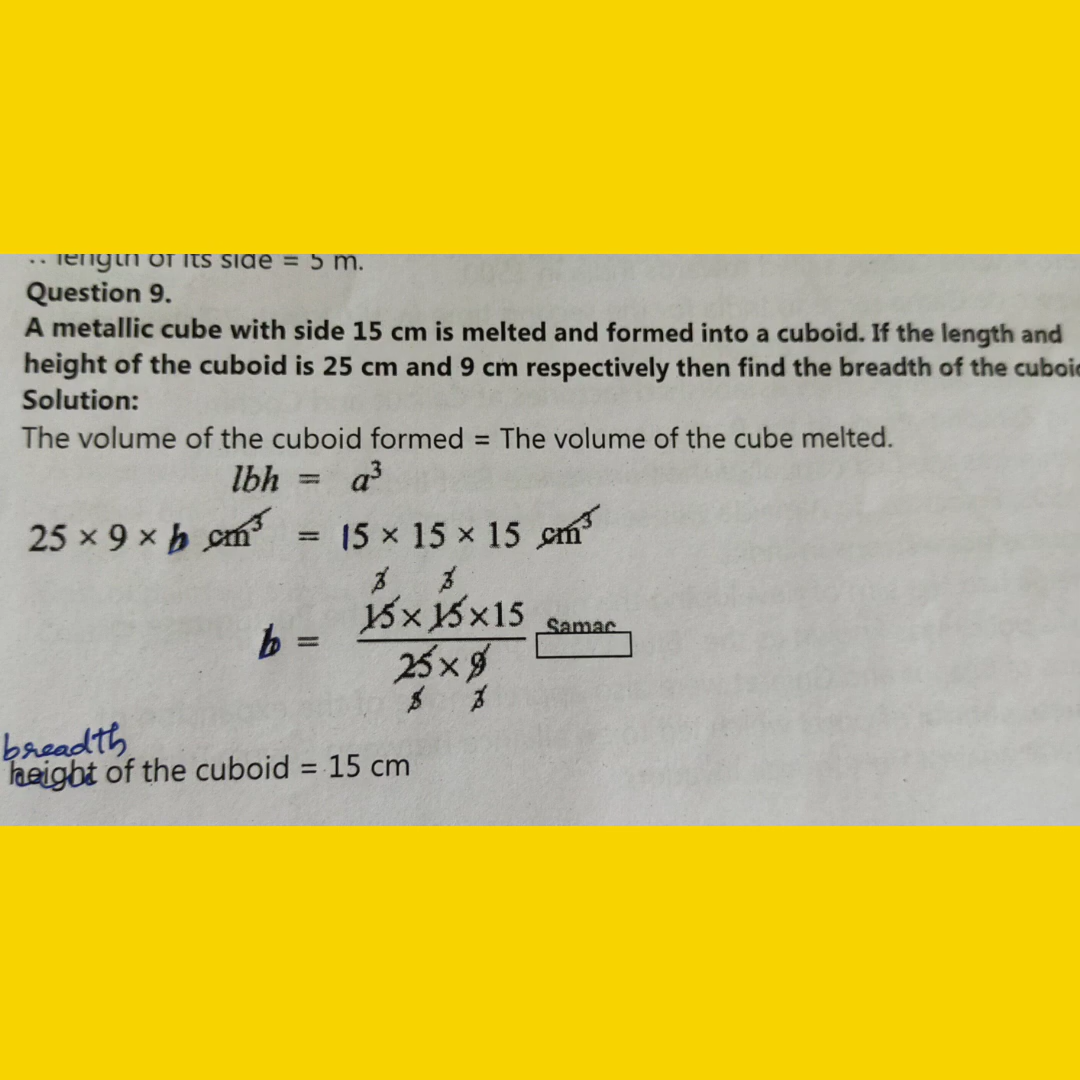 ∴ length of its side = 5 m.
Question 9.
A metallic cube with side 15 cm is melted and formed into a cuboid. If the length and
height of the cuboid is 25 cm and 9 cm respectively then find the breadth of the cuboid
Solution:
The volume of the cuboid formed = The volume of the cube melted.
lbh = a³
25 × 9 × b cm³ = 15 × 15 × 15 cm³
3 3
15 × 15 × 15
Samac
b =
25 × 9
5 3
breadth
height of the cuboid = 15 cm